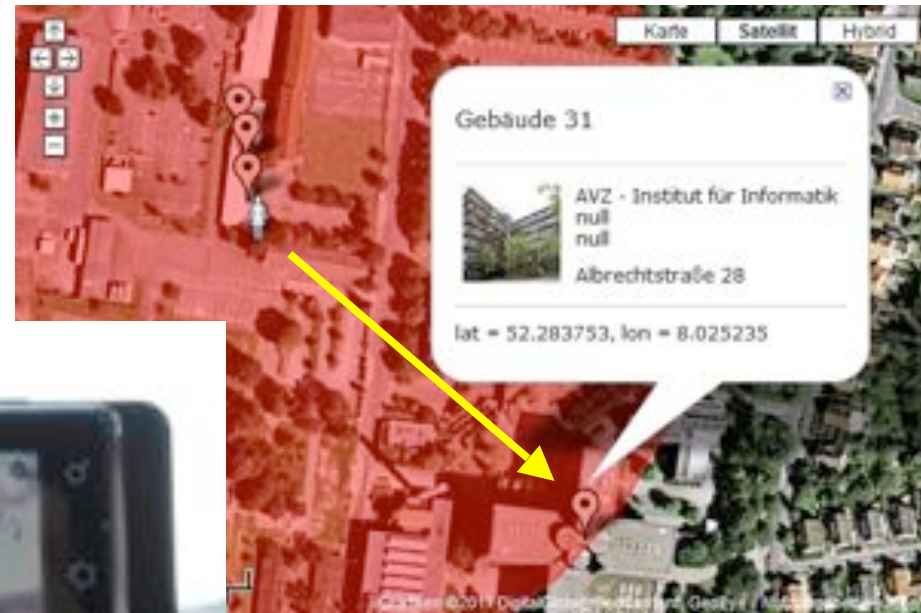 Karte Satellit Hybrid
Gebäude 31
AVZ - Institut für Informatik
null
null
Albrechtstraße 28
lat = 52.283753, lon = 8.025235